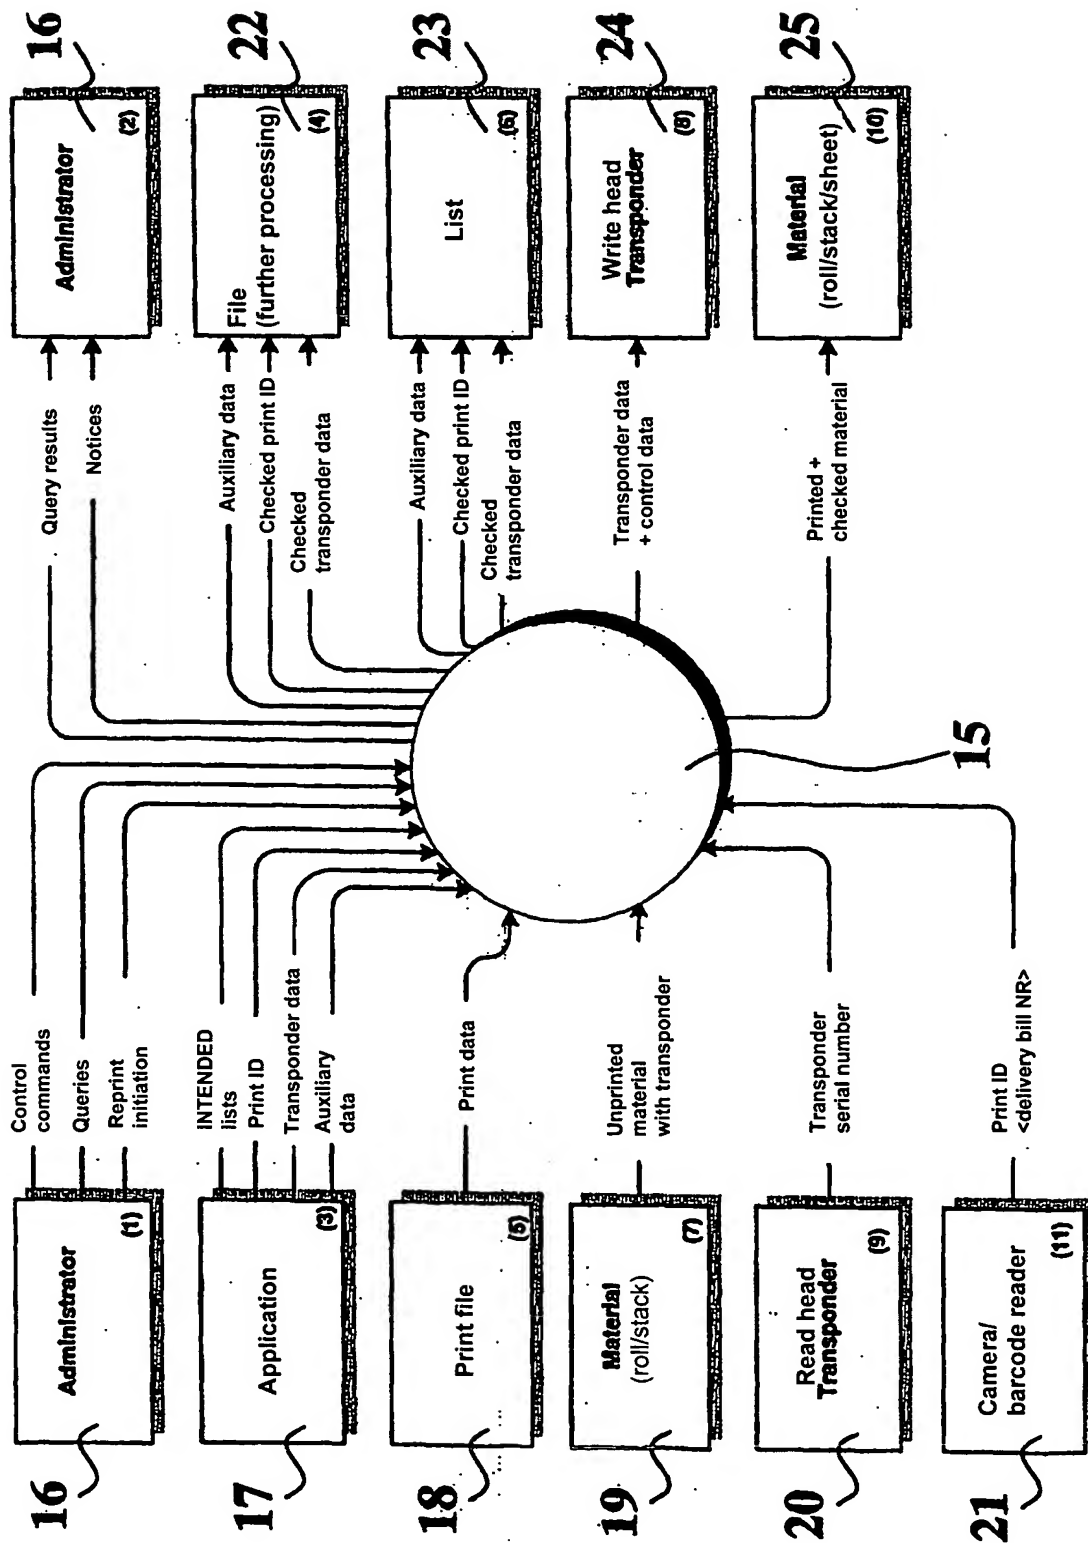 16
Administrator
(1)
Control
commands
Queries
Reprint
initiation
17
Application
(3)
INTENDED
lists
Print ID
Transponder data
Auxiliary
data
18
Print file
(5)
Print data
19
Material
(roll/stack)
(7)
Unprinted
material
with transponder
20
Read head
Transponder
(9)
Transponder
serial number
21
Camera/
barcode reader
(11)
Print ID
<delivery bill NR>
15
Query results
Notices
Administrator
(2)
16
Auxiliary data
Checked print ID
Checked
transponder data
File
(further processing)
(4)
22
Auxiliary data
Checked print ID
Checked
transponder data
List
(6)
23
Transponder data
+ control data
Write head
Transponder
(8)
24
Printed +
checked material
Material
(roll/stack/sheet)
(10)
25